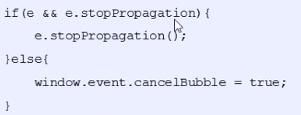 if(e && e.stopPropagation){
    e.stopPropagation();
}else{
    window.event.cancelBubble = true;
}